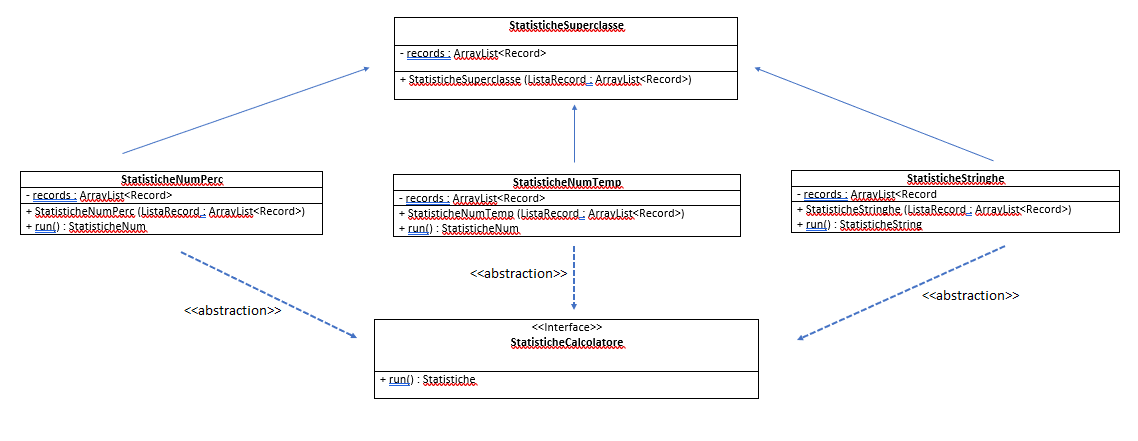 StatisticheSuperclasse
- records : ArrayList<Record>
+ StatisticheSuperclasse (ListaRecord : ArrayList<Record>)
StatisticheNumPerc
- records : ArrayList<Record>
+ StatisticheNumPerc (ListaRecord : ArrayList<Record>)
+ run() : StatisticheNum
StatisticheNumTemp
- records : ArrayList<Record>
+ StatisticheNumTemp (ListaRecord : ArrayList<Record>)
+ run() : StatisticheNum
StatisticheStringhe
- records : ArrayList<Record
+ StatisticheStringhe (ListaRecord : ArrayList<Record>)
+ run() : StatisticheString
<<abstraction>>
<<abstraction>>
<<abstraction>>
<<Interface>>
StatisticheCalcolatore
+ run() : Statistiche